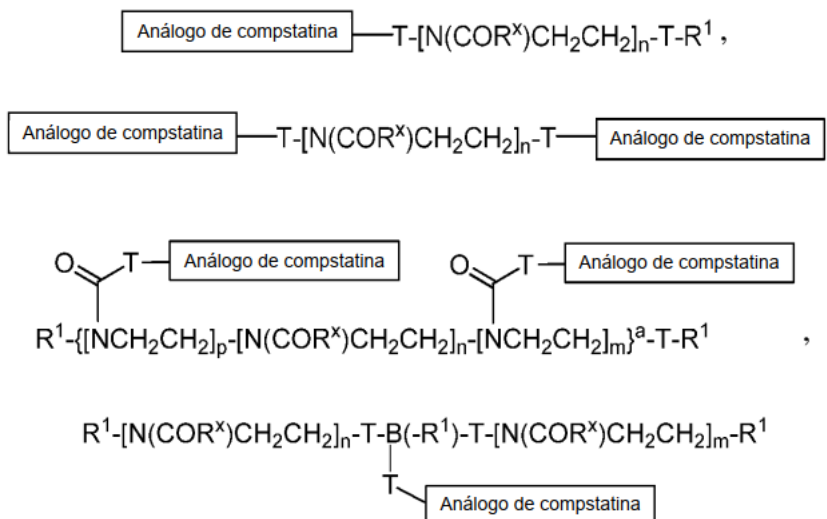 Análogo de compstatina —T-[N(CORˣ)CH₂CH₂]ₙ-T-R¹ ,
Análogo de compstatina —T-[N(CORˣ)CH₂CH₂]ₙ-T— Análogo de compstatina
O T— Análogo de compstatina O T— Análogo de compstatina
R¹-{[NCH₂CH₂]ₚ-[N(CORˣ)CH₂CH₂]ₙ-[NCH₂CH₂]ₘ}ᵃ-T-R¹ ,
R¹-[N(CORˣ)CH₂CH₂]ₙ-T-B(-R¹)-T-[N(CORˣ)CH₂CH₂]ₘ-R¹
T
Análogo de compstatina